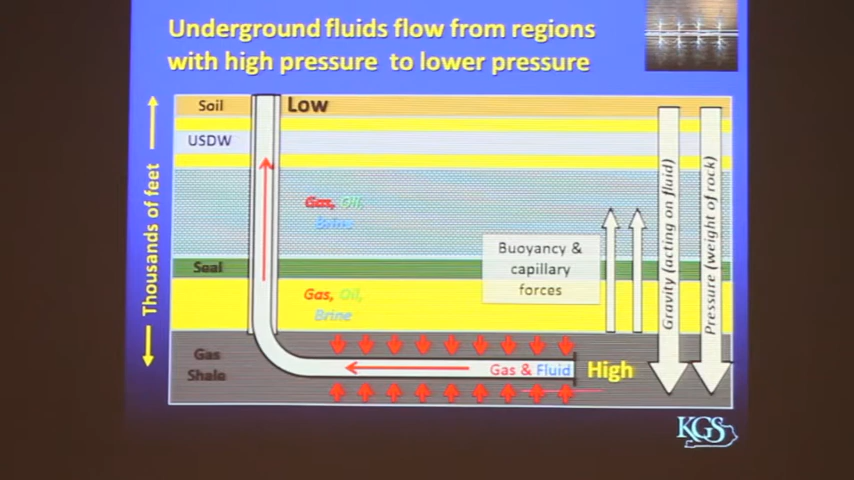 Underground fluids flow from regions
with high pressure to lower pressure
Soil
Low
USDW
Thousands of feet
Gas, Oil,
Brine
Buoyancy &
capillary
forces
Gravity (acting on fluid)
Pressure (weight of rock)
Seal
Gas, Oil,
Brine
Gas
Shale
Gas & Fluid
High
KGS